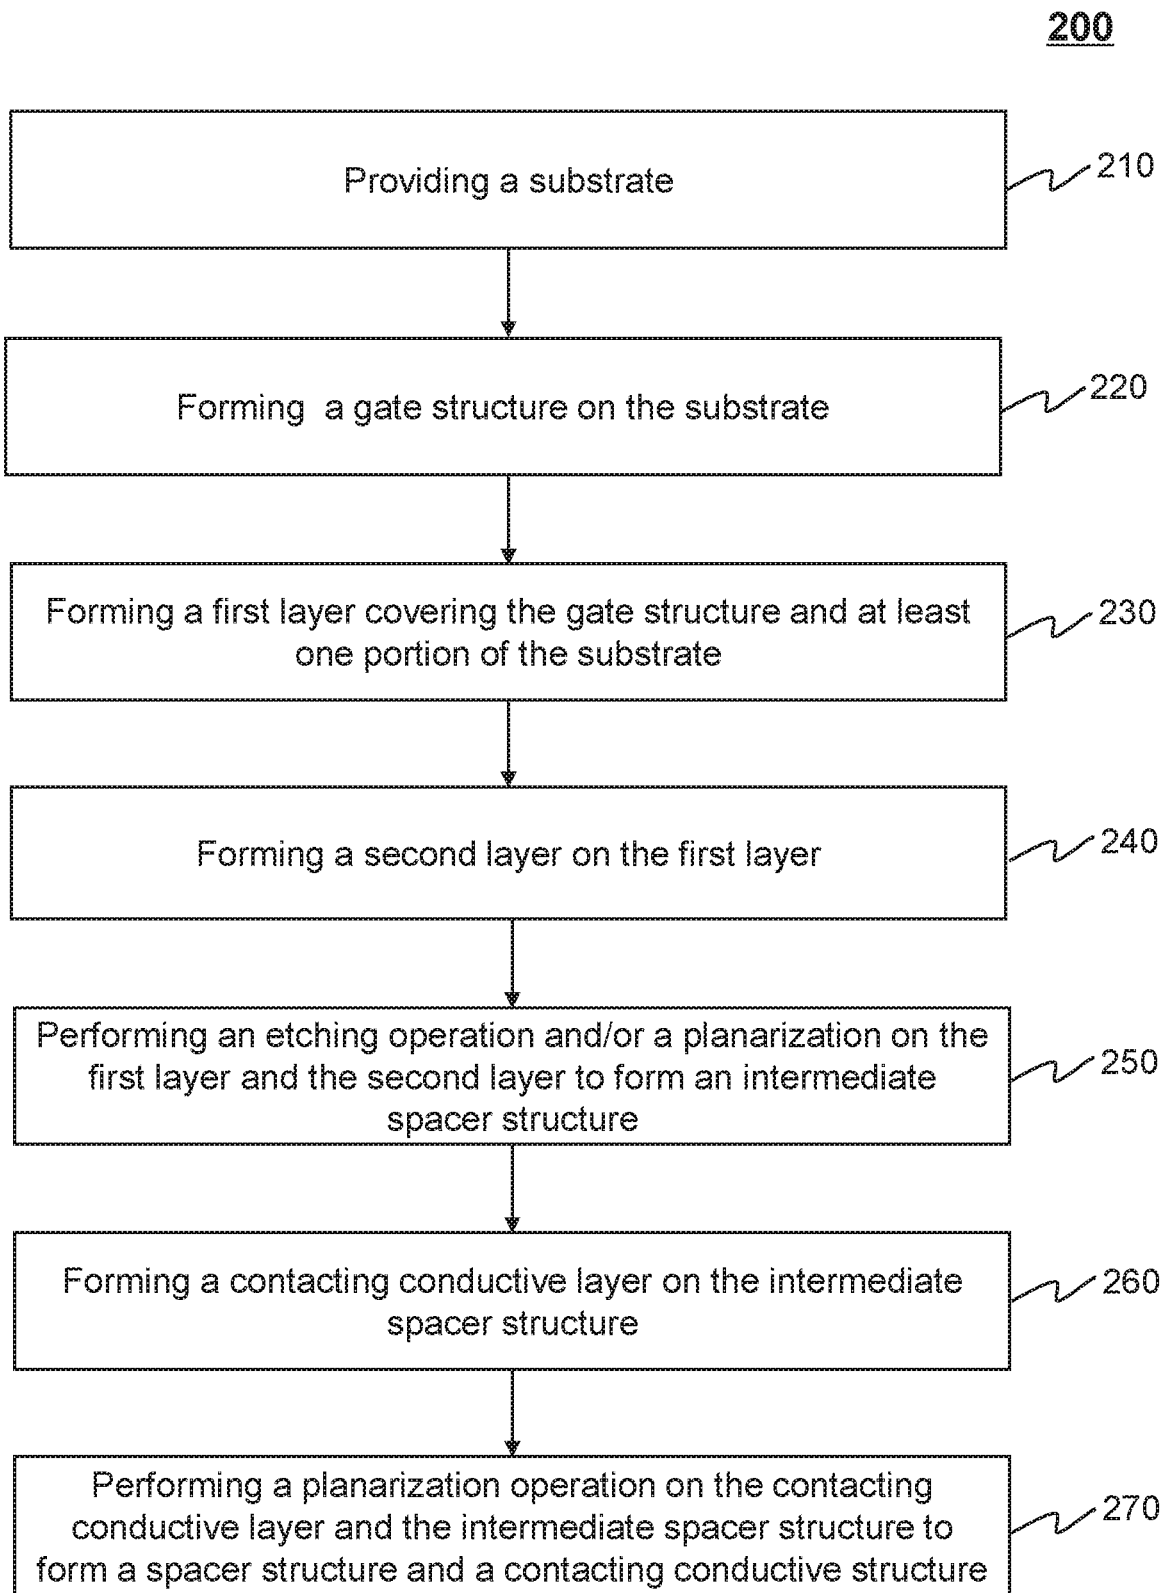 200
Providing a substrate
210
Forming  a gate structure on the substrate
220
Forming a first layer covering the gate structure and at least
one portion of the substrate
230
Forming a second layer on the first layer
240
Performing an etching operation and/or a planarization on the
first layer and the second layer to form an intermediate
spacer structure
250
Forming a contacting conductive layer on the intermediate
spacer structure
260
Performing a planarization operation on the contacting
conductive layer and the intermediate spacer structure to
form a spacer structure and a contacting conductive structure
270